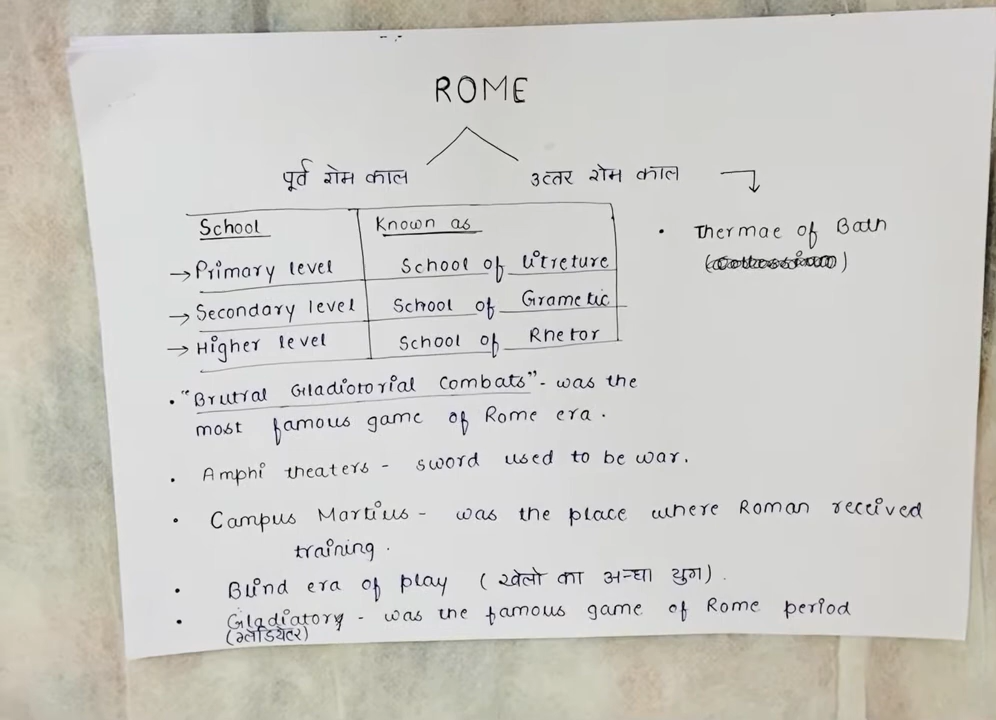 ROME
पूर्व रोम काल
उत्तर रोम काल
School
Known as
→ Primary level
School of litreture
→ Secondary level
School of Grametic
→ Higher level
School of Rhetor
• Thermae of Bath
• "Brutral Gladiotorial Combats" - was the
most famous game of Rome era.
• Amphi theaters - sword used to be war.
• Campus Martius - was the place where Roman received
training.
• Blind era of play (खेलो का अन्धा युग).
• Gladiatory - was the famous game of Rome period
(ग्लेडियेटर)